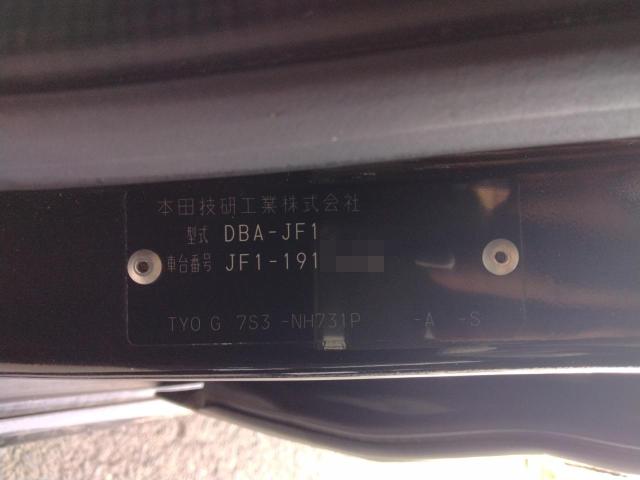 本田技研工業株式会社
型式 DBA-JF1
車台番号 JF1-191
TYO G 7S3 -NH731P -A -S